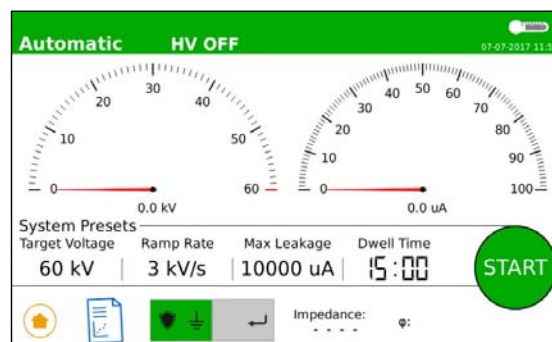 Automatic HV OFF
07-07-2017 11:5
0 10 20 30 40 50 60
0.0 kV
0 10 20 30 40 50 60 70 80 90 100
0.0 uA
System Presets
Target Voltage Ramp Rate Max Leakage Dwell Time
60 kV 3 kV/s 10000 uA 15:00
START
Impedance: φ:
- - - -